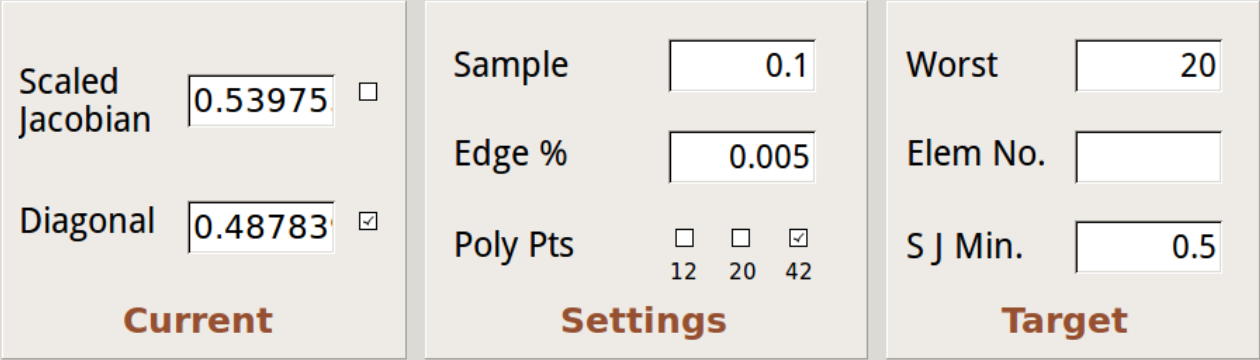 Scaled
Jacobian
0.53975
Diagonal
0.48783
Current
Sample
0.1
Edge %
0.005
Poly Pts
12 20 42
Settings
Worst
20
Elem No.
S J Min.
0.5
Target